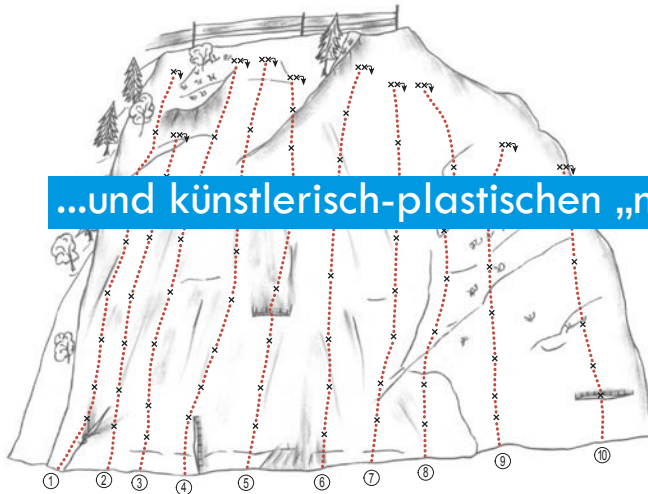 ...und künstlerisch-plastischen „n
1 2 3 4 5 6 7 8 9 10